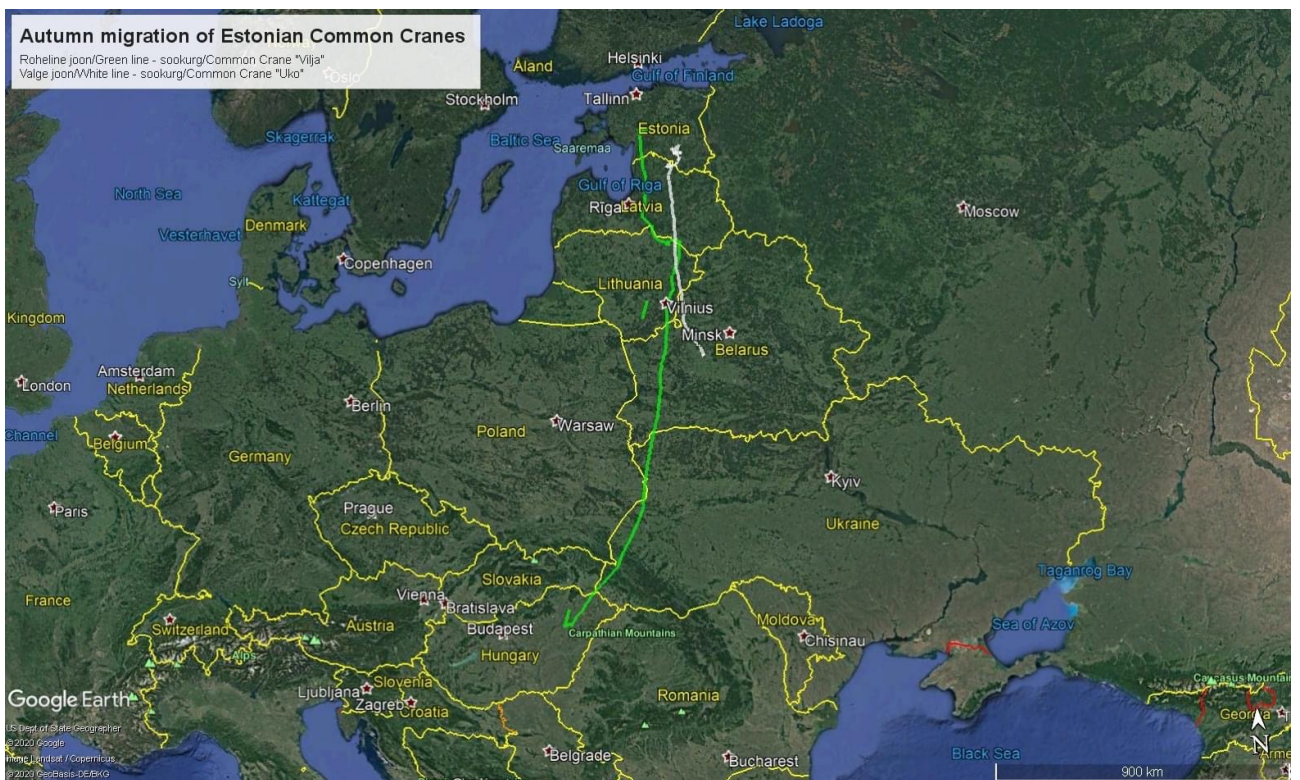 Autumn migration of Estonian Common Cranes
Roheline joon/Green line - sookurg/Common Crane "Vilja"
Valge joon/White line - sookurg/Common Crane "Uko"
Oslo
Lake Ladoga
Helsinki
Åland
Gulf of Finland
Stockholm
Tallinn
Estonia
Skagerrak
Baltic Sea
Saaremaa
North Sea
Kattegat
Gulf of Riga
Rīga
Latvia
Moscow
Denmark
Vesterhavet
Copenhagen
Sylt
Lithuania
Vilnius
Kingdom
Minsk
Belarus
Amsterdam
London
Netherlands
Berlin
Warsaw
Channel
Belgium
Poland
Germany
Kyiv
Paris
Prague
Czech Republic
Ukraine
Taganrog Bay
Slovakia
France
Vienna
Bratislava
Moldova
Switzerland
Austria
Budapest
Carpathian Mountains
Chisinau
Sea of Azov
Alps
Hungary
Caucasus Mountain
Slovenia
Ljubljana
Romania
Google Earth
Zagreb
Croatia
Georgia
US Dept of State Geographer
© 2020 Google
Image Landsat / Copernicus
© 2020 GeoBasis-DE/BKG
Belgrade
Bucharest
Black Sea
N
Arme
900 km